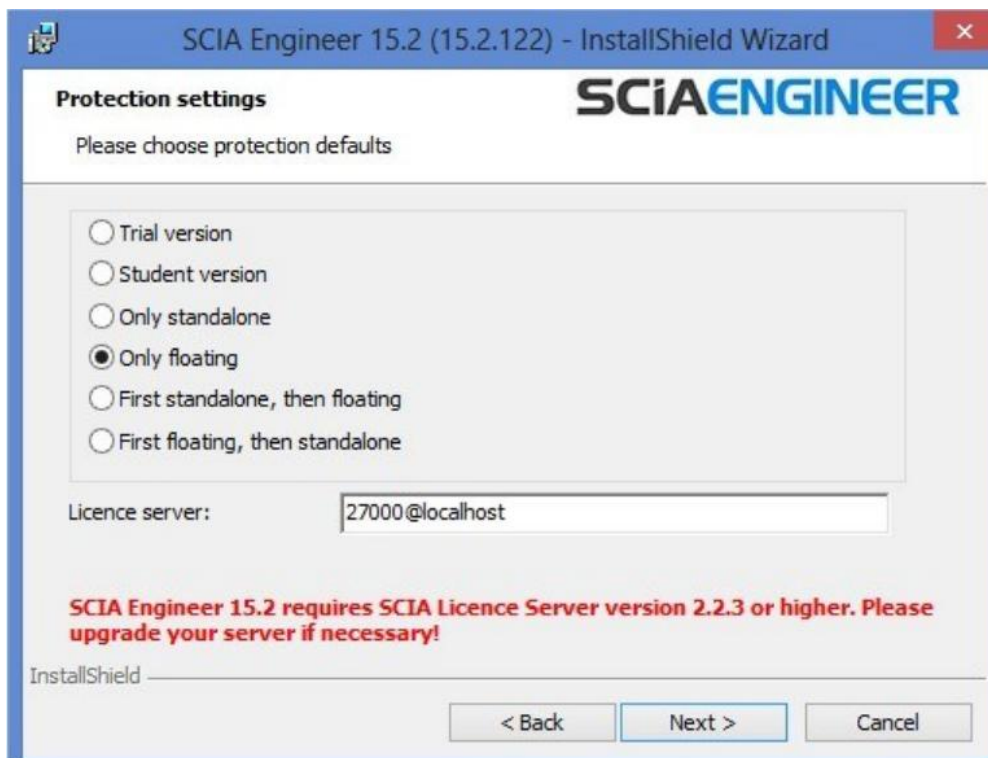 SCIA Engineer 15.2 (15.2.122) - InstallShield Wizard
Protection settings
SCiAENGINEER
Please choose protection defaults
Trial version
Student version
Only standalone
Only floating
First standalone, then floating
First floating, then standalone
Licence server:
27000@localhost
SCIA Engineer 15.2 requires SCIA Licence Server version 2.2.3 or higher. Please
upgrade your server if necessary!
InstallShield
< Back
Next >
Cancel